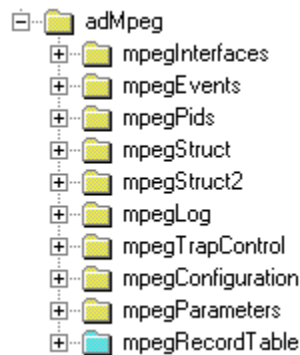 adMpeg
mpegInterfaces
mpegEvents
mpegPids
mpegStruct
mpegStruct2
mpegLog
mpegTrapControl
mpegConfiguration
mpegParameters
mpegRecordTable